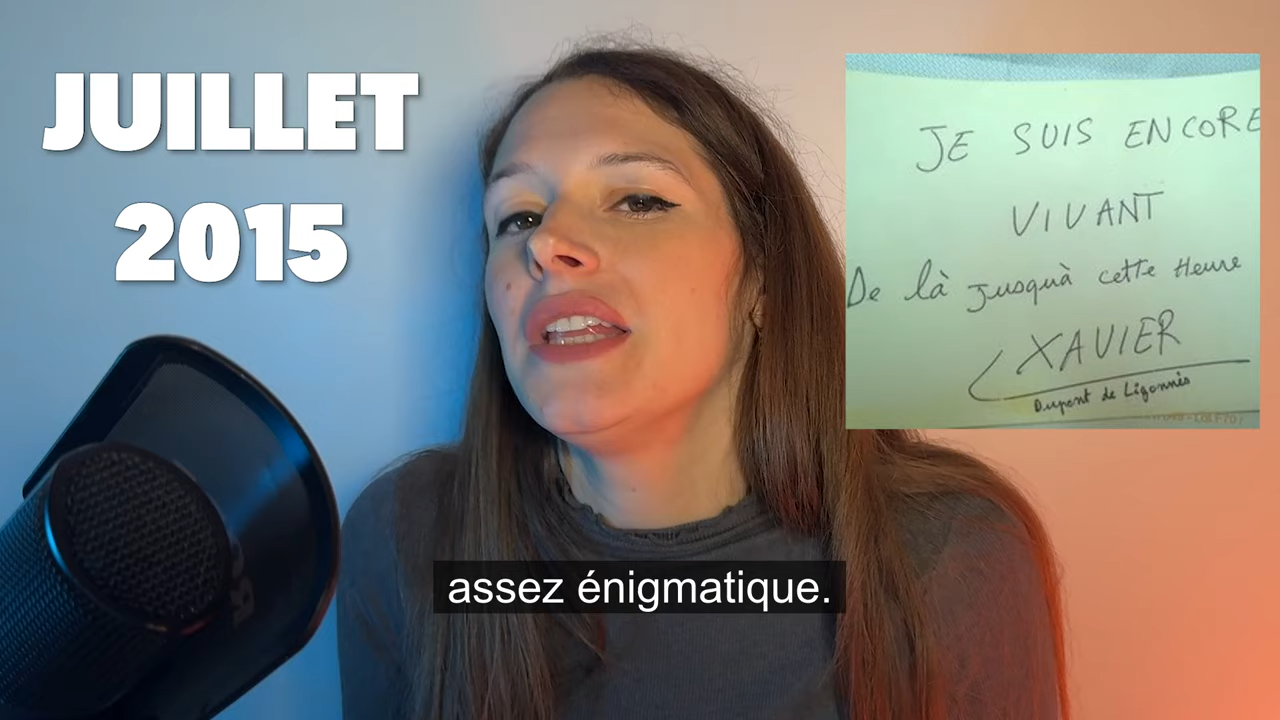 JUILLET
2015
JE SUIS ENCORE
VIVANT
De là jusquà cette Heure
XAVIER
Dupont de Ligonnès
assez énigmatique.